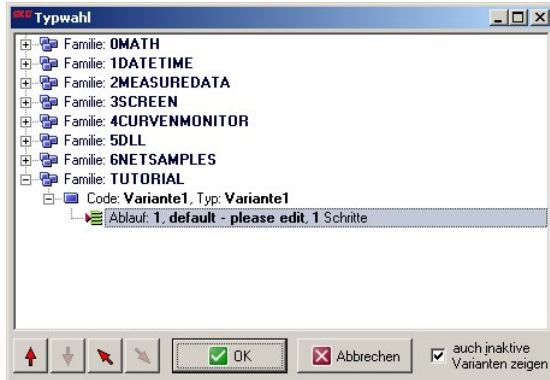 Typwahl
Familie: 0MATH
Familie: 1DATETIME
Familie: 2MEASUREDATA
Familie: 3SCREEN
Familie: 4CURVENMONITOR
Familie: 5DLL
Familie: 6NETSAMPLES
Familie: TUTORIAL
Code: Variante1, Typ: Variante1
Ablauf: 1, default - please edit, 1 Schritte
OK
Abbrechen
auch inaktive
Varianten zeigen